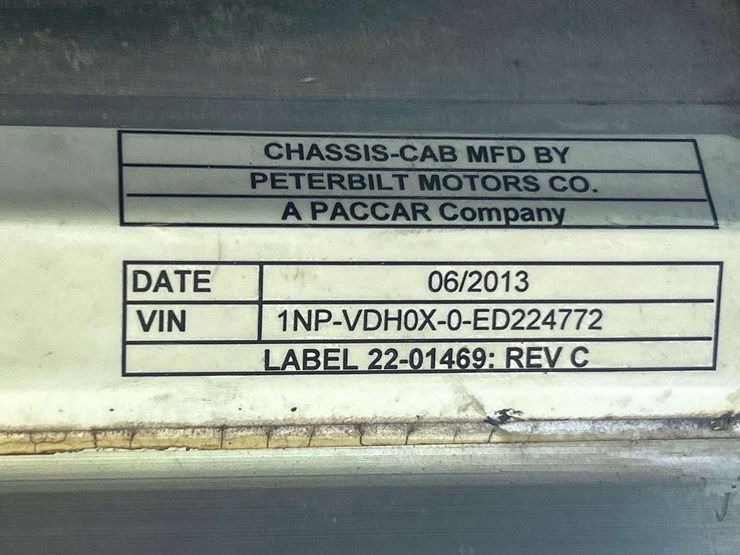 CHASSIS-CAB MFD BY
PETERBILT MOTORS CO.
A PACCAR Company
DATE 06/2013
VIN 1NP-VDH0X-0-ED224772
LABEL 22-01469: REV C